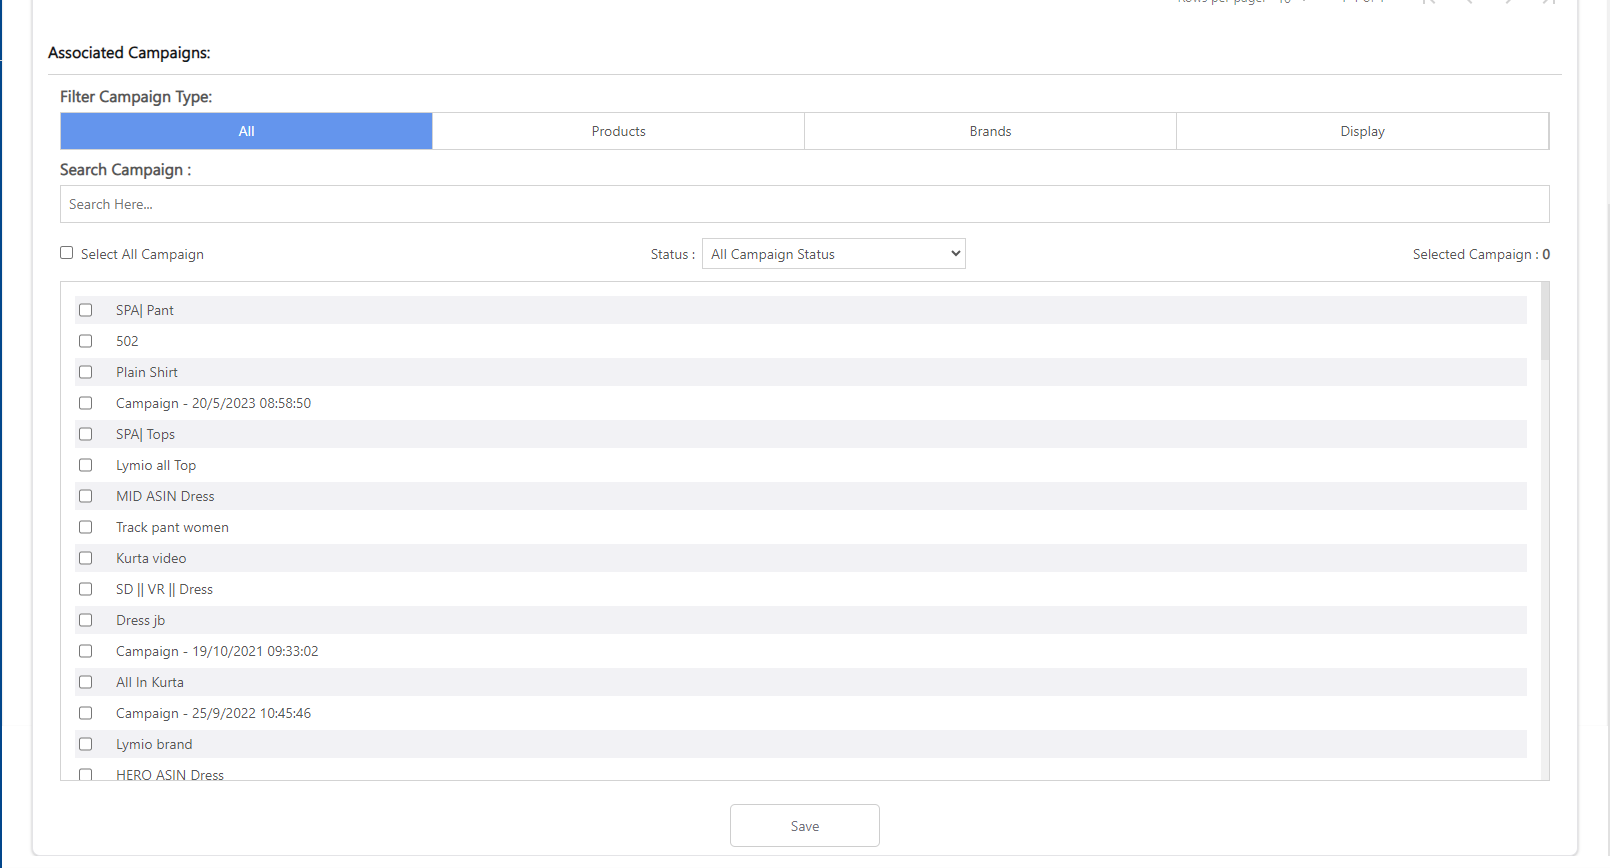 Associated Campaigns:
Filter Campaign Type:
All Products Brands Display
Search Campaign :
Search Here...
Select All Campaign Status : All Campaign Status Selected Campaign : 0
SPA| Pant
502
Plain Shirt
Campaign - 20/5/2023 08:58:50
SPA| Tops
Lymio all Top
MID ASIN Dress
Track pant women
Kurta video
SD || VR || Dress
Dress jb
Campaign - 19/10/2021 09:33:02
All In Kurta
Campaign - 25/9/2022 10:45:46
Lymio brand
HERO ASIN Dress
Save